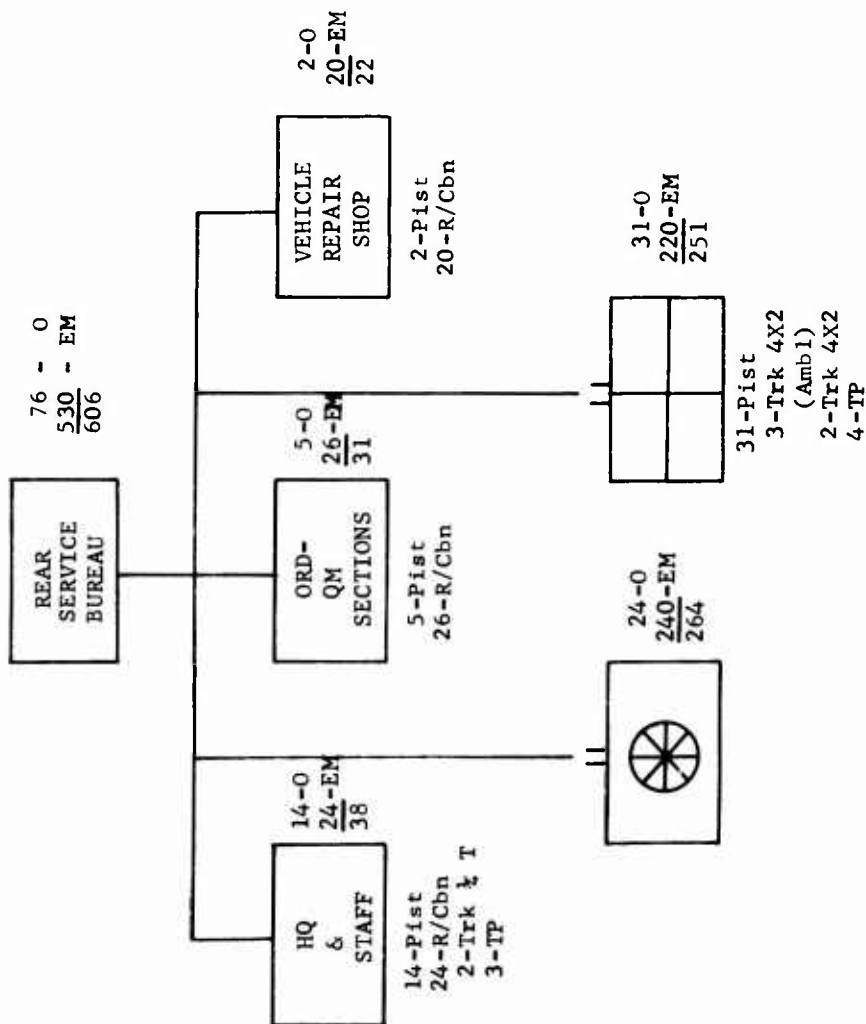 REAR
SERVICE
BUREAU
76 - O
530 - EM
606
HQ
&
STAFF
14-O
24-EM
38
14-Pist
24-R/Cbn
2-Trk ¼ T
3-TP
ORD-
QM
SECTIONS
5-O
26-EM
31
5-Pist
26-R/Cbn
VEHICLE
REPAIR
SHOP
2-O
20-EM
22
2-Pist
20-R/Cbn
24-O
240-EM
264
31-O
220-EM
251
31-Pist
3-Trk 4X2
(Ambl)
2-Trk 4X2
4-TP